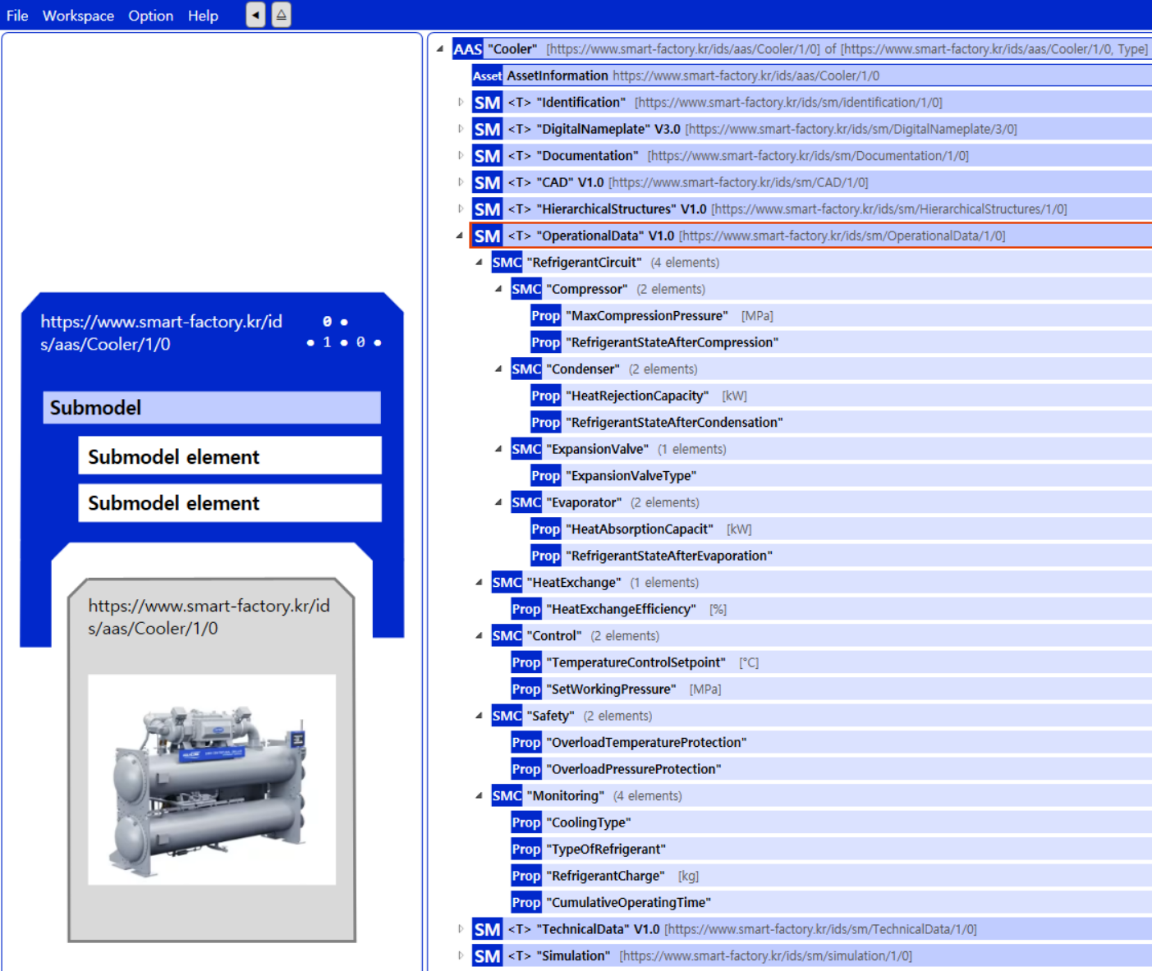 File Workspace Option Help
https://www.smart-factory.kr/id
s/aas/Cooler/1/0
0
1 0
Submodel
Submodel element
Submodel element
https://www.smart-factory.kr/id
s/aas/Cooler/1/0
AAS "Cooler" [https://www.smart-factory.kr/ids/aas/Cooler/1/0] of [https://www.smart-factory.kr/ids/aas/Cooler/1/0, Type]
Asset AssetInformation https://www.smart-factory.kr/ids/aas/Cooler/1/0
SM <T> "Identification" [https://www.smart-factory.kr/ids/sm/identification/1/0]
SM <T> "DigitalNameplate" V3.0 [https://www.smart-factory.kr/ids/sm/DigitalNameplate/3/0]
SM <T> "Documentation" [https://www.smart-factory.kr/ids/sm/Documentation/1/0]
SM <T> "CAD" V1.0 [https://www.smart-factory.kr/ids/sm/CAD/1/0]
SM <T> "HierarchicalStructures" V1.0 [https://www.smart-factory.kr/ids/sm/HierarchicalStructures/1/0]
SM <T> "OperationalData" V1.0 [https://www.smart-factory.kr/ids/sm/OperationalData/1/0]
SMC "RefrigerantCircuit" (4 elements)
SMC "Compressor" (2 elements)
Prop "MaxCompressionPressure" [MPa]
Prop "RefrigerantStateAfterCompression"
SMC "Condenser" (2 elements)
Prop "HeatRejectionCapacity" [kW]
Prop "RefrigerantStateAfterCondensation"
SMC "ExpansionValve" (1 elements)
Prop "ExpansionValveType"
SMC "Evaporator" (2 elements)
Prop "HeatAbsorptionCapacit" [kW]
Prop "RefrigerantStateAfterEvaporation"
SMC "HeatExchange" (1 elements)
Prop "HeatExchangeEfficiency" [%]
SMC "Control" (2 elements)
Prop "TemperatureControlSetpoint" [°C]
Prop "SetWorkingPressure" [MPa]
SMC "Safety" (2 elements)
Prop "OverloadTemperatureProtection"
Prop "OverloadPressureProtection"
SMC "Monitoring" (4 elements)
Prop "CoolingType"
Prop "TypeOfRefrigerant"
Prop "RefrigerantCharge" [kg]
Prop "CumulativeOperatingTime"
SM <T> "TechnicalData" V1.0 [https://www.smart-factory.kr/ids/sm/TechnicalData/1/0]
SM <T> "Simulation" [https://www.smart-factory.kr/ids/sm/simulation/1/0]